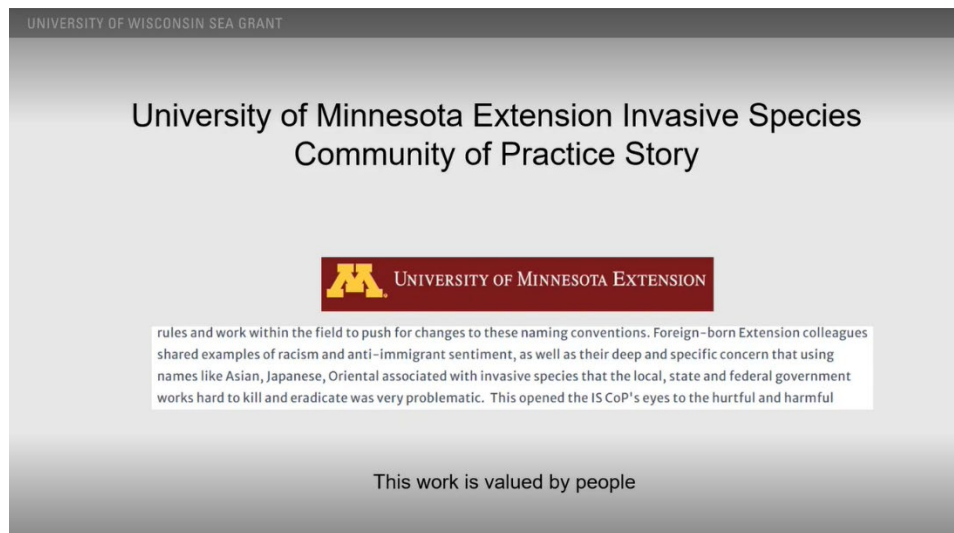 UNIVERSITY OF WISCONSIN SEA GRANT
University of Minnesota Extension Invasive Species
Community of Practice Story
M UNIVERSITY OF MINNESOTA EXTENSION
rules and work within the field to push for changes to these naming conventions. Foreign-born Extension colleagues
shared examples of racism and anti-immigrant sentiment, as well as their deep and specific concern that using
names like Asian, Japanese, Oriental associated with invasive species that the local, state and federal government
works hard to kill and eradicate was very problematic. This opened the IS CoP's eyes to the hurtful and harmful
This work is valued by people